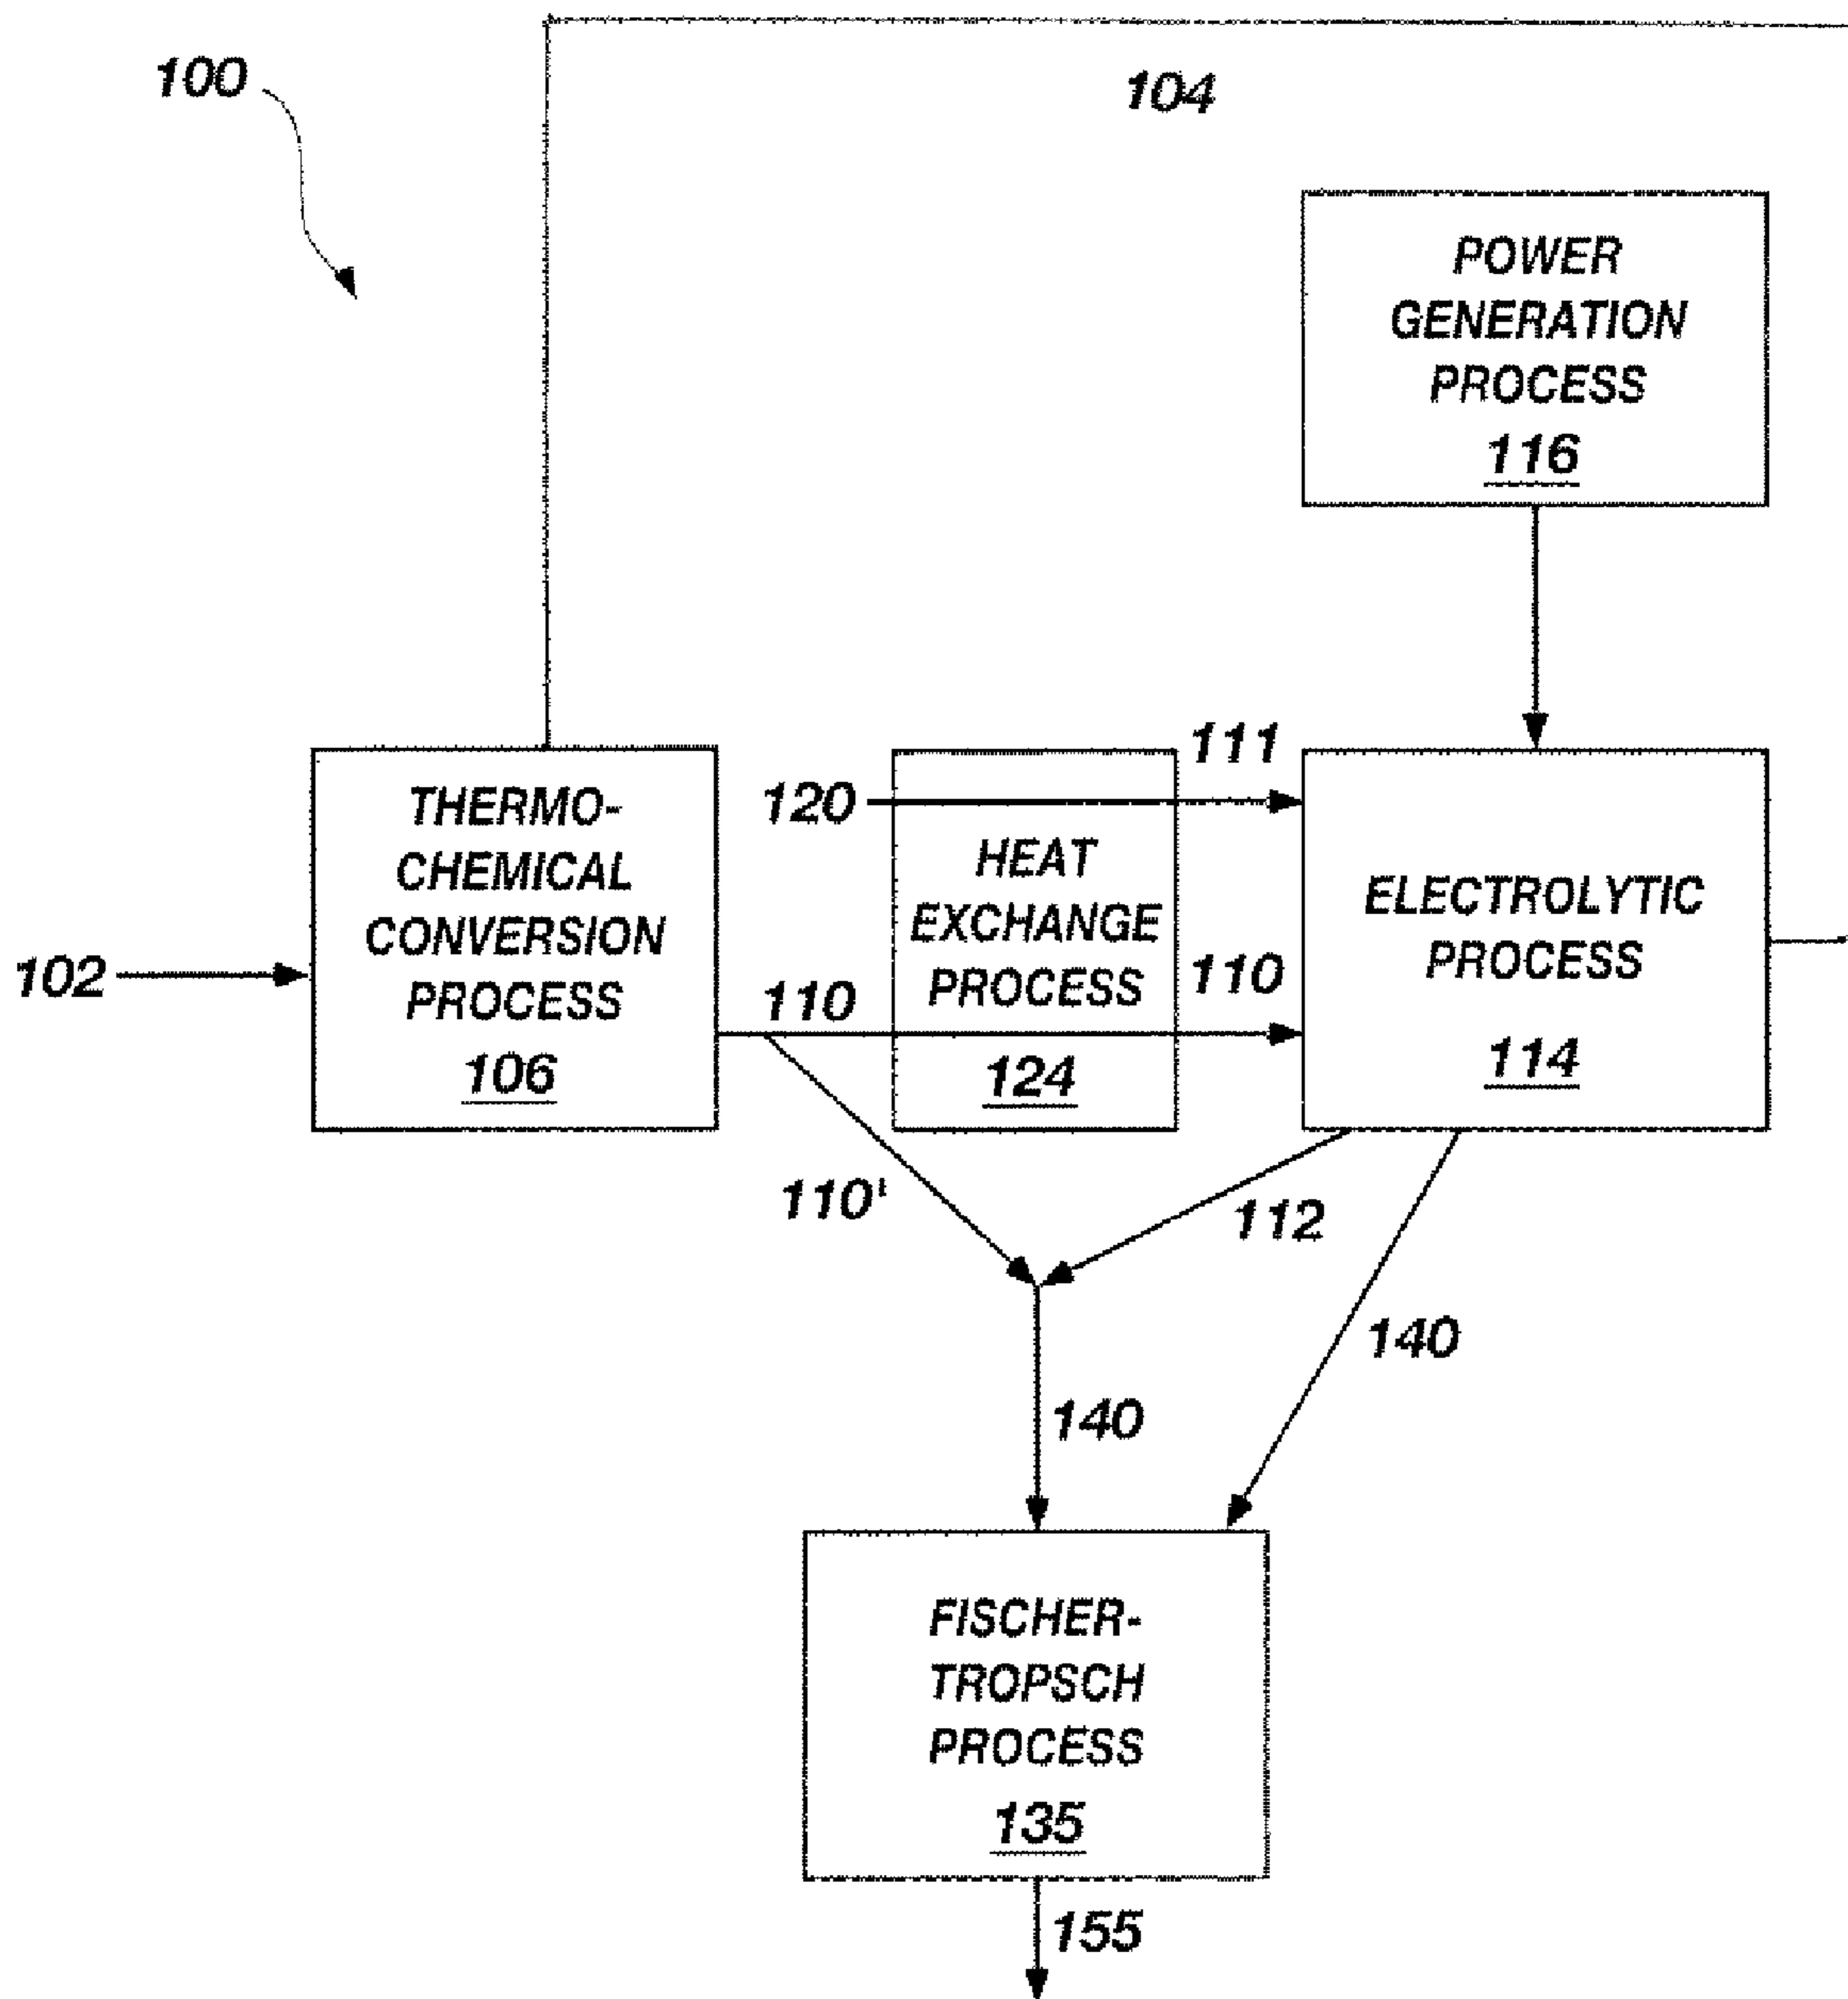 100
104
POWER
GENERATION
PROCESS
116
THERMO-
CHEMICAL
CONVERSION
PROCESS
106
102
120
111
HEAT
EXCHANGE
PROCESS
124
110
110
ELECTROLYTIC
PROCESS
114
110'
112
140
140
FISCHER-
TROPSCH
PROCESS
135
155